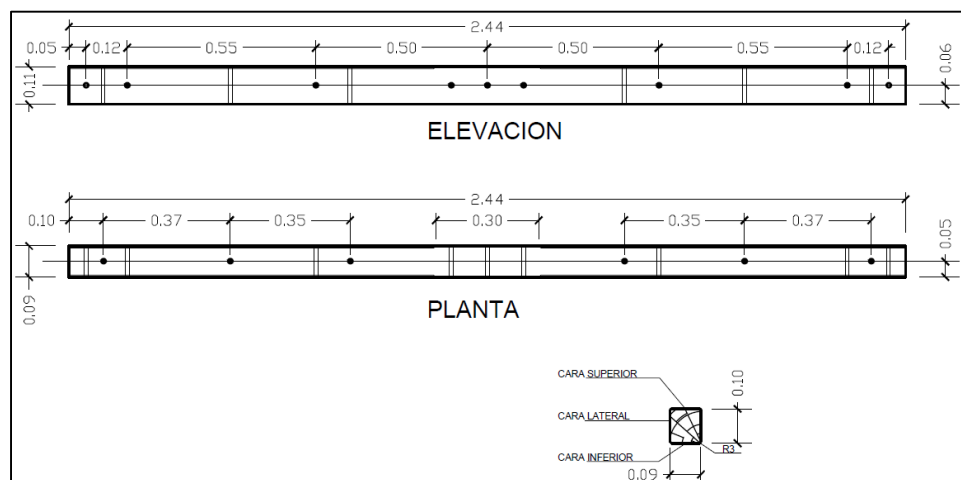 2.44
0.05 0.12 0.55 0.50 0.50 0.55 0.12
0.11
0.06
ELEVACION
2.44
0.10 0.37 0.35 0.30 0.35 0.37
0.09
0.05
PLANTA
CARA SUPERIOR
CARA LATERAL
CARA INFERIOR
0.10
R3
0.09